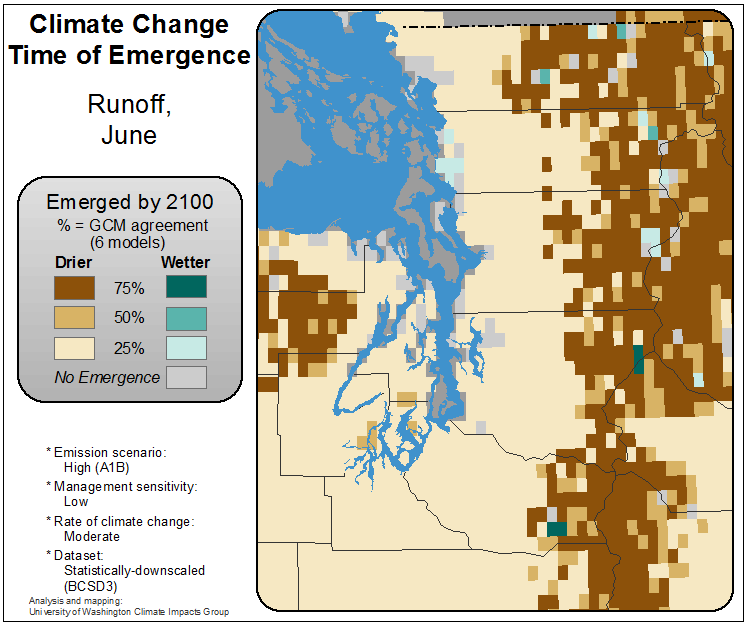 Climate Change
Time of Emergence
Runoff,
June
Emerged by 2100
% = GCM agreement
(6 models)
Drier Wetter
75%
50%
25%
No Emergence
* Emission scenario:
High (A1B)
* Management sensitivity:
Low
* Rate of climate change:
Moderate
* Dataset:
Statistically-downscaled
(BCSD3)
Analysis and mapping:
University of Washington Climate Impacts Group